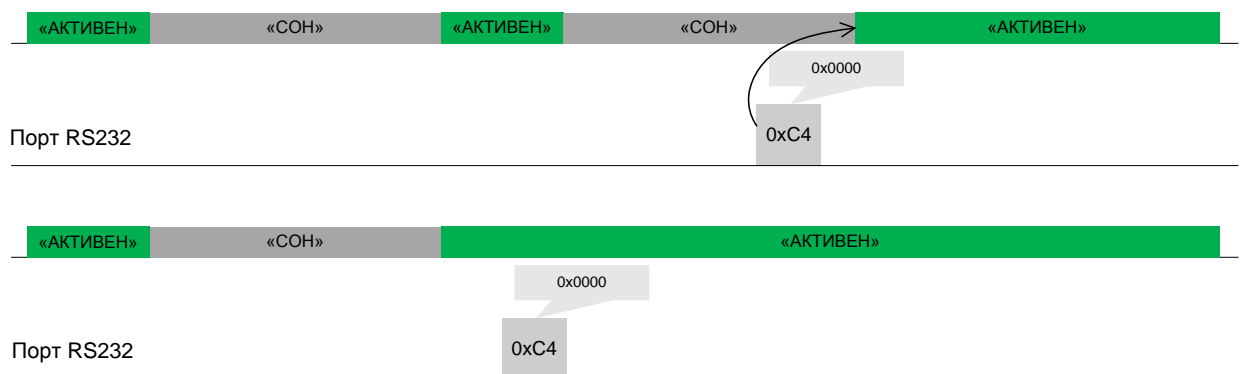 «АКТИВЕН» «СОН» «АКТИВЕН» «СОН» «АКТИВЕН»
0x0000
Порт RS232 0xC4
«АКТИВЕН» «СОН» «АКТИВЕН»
0x0000
Порт RS232 0xC4